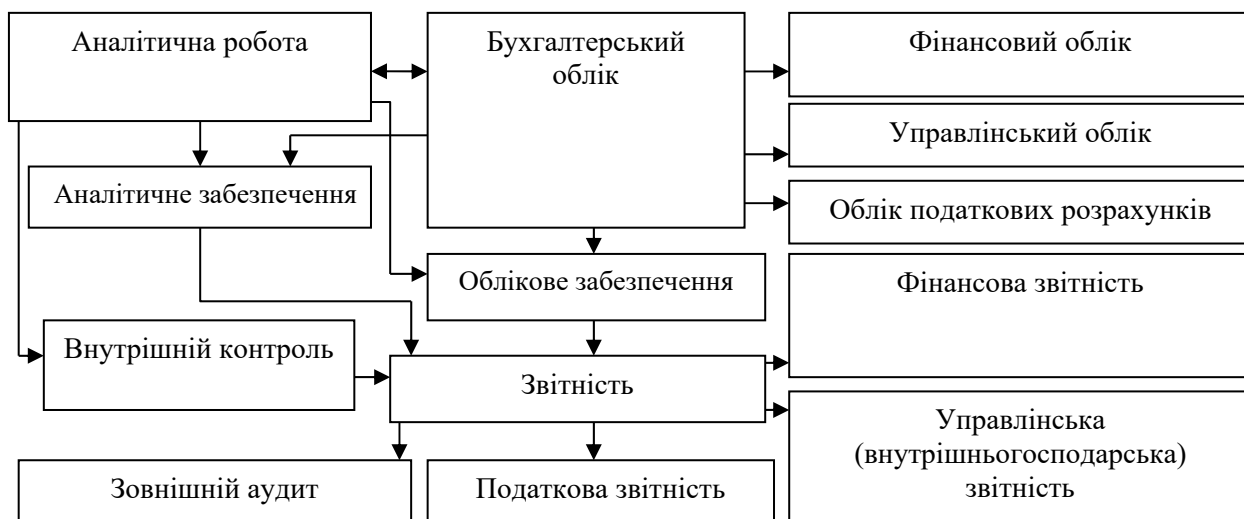 Аналітична робота
Бухгалтерський
облік
Фінансовий облік
Управлінський облік
Аналітичне забезпечення
Облік податкових розрахунків
Облікове забезпечення
Фінансова звітність
Внутрішній контроль
Звітність
Управлінська
(внутрішньогосподарська)
звітність
Зовнішній аудит
Податкова звітність